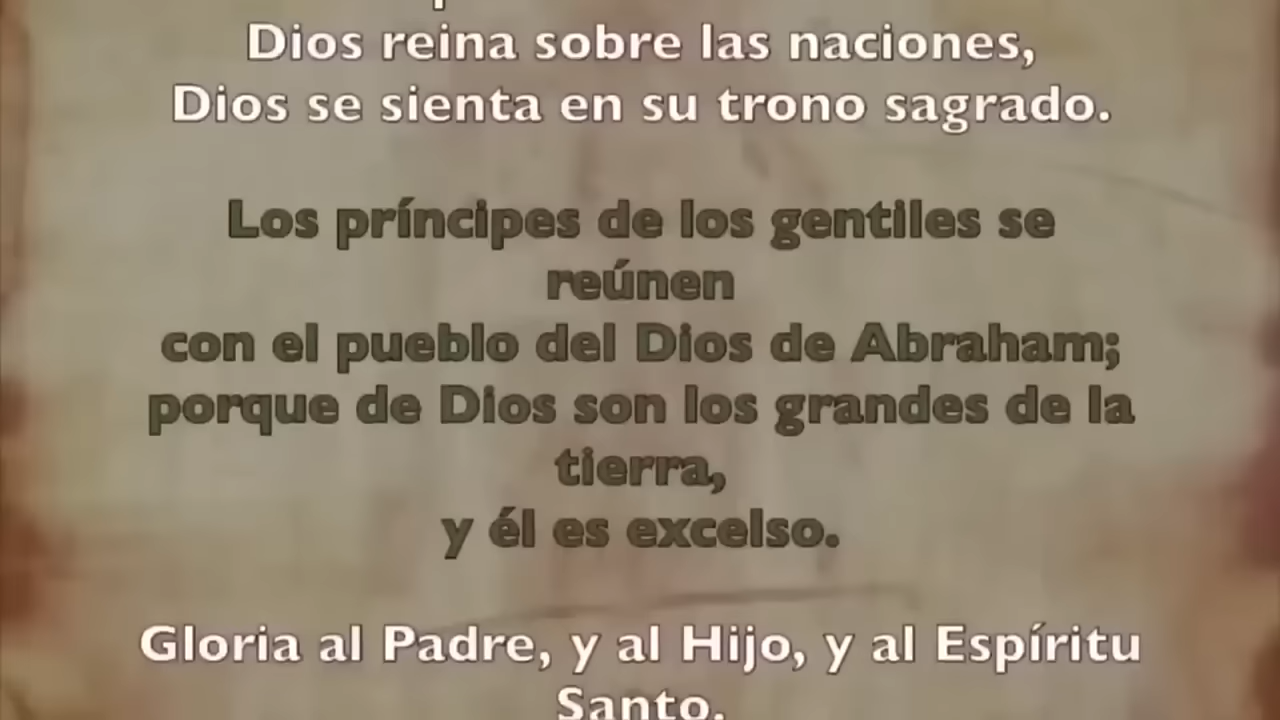 Dios reina sobre las naciones,
Dios se sienta en su trono sagrado.
Los príncipes de los gentiles se
reúnen
con el pueblo del Dios de Abraham;
porque de Dios son los grandes de la
tierra,
y él es excelso.
Gloria al Padre, y al Hijo, y al Espíritu
Santo.